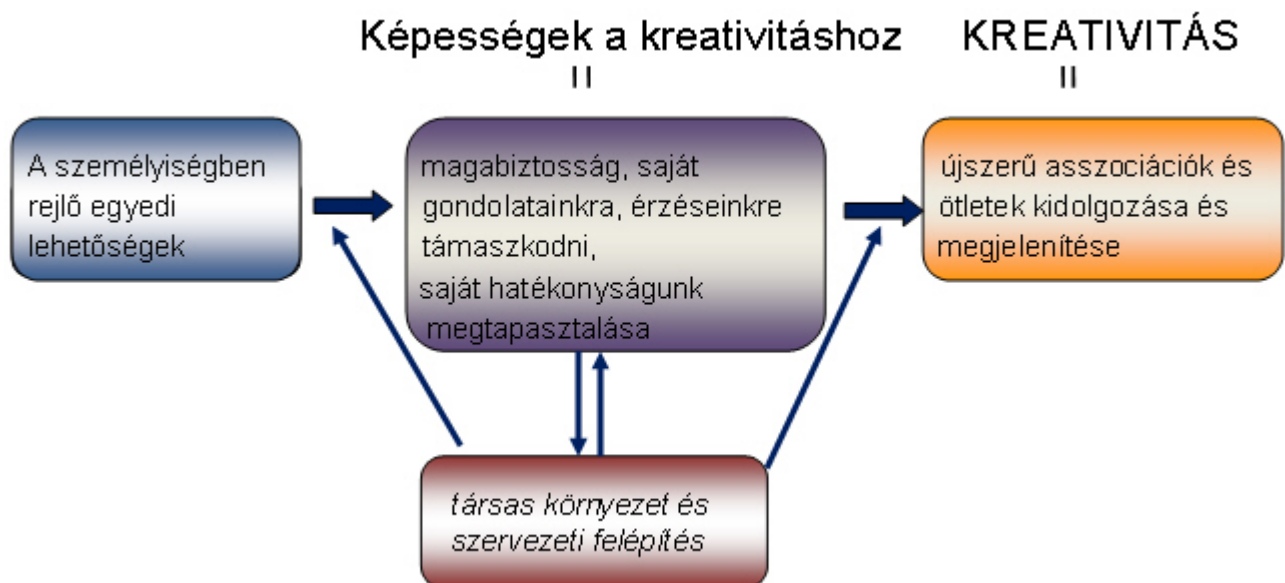 Képességek a kreativitáshoz
KREATIVITÁS
A személyiségben
rejlő egyedi
lehetőségek
magabiztosság, saját
gondolatainkra, érzéseinkre
támaszkodni,
saját hatékonyságunk
megtapasztalása
újszerű asszociációk és
ötletek kidolgozása és
megjelenítése
társas környezet és
szervezeti felépítés